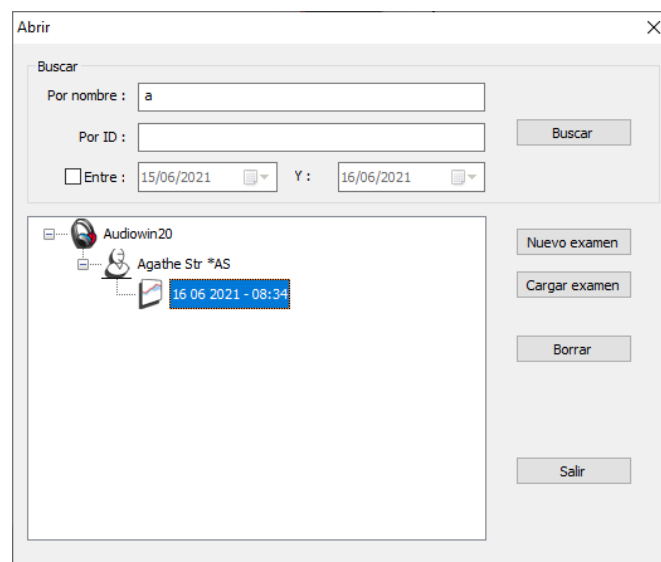 Abrir
Buscar
Por nombre : a
Por ID :
Buscar
Entre : 15/06/2021 Y : 16/06/2021
Audiowin20
Agathe Str *AS
16 06 2021 - 08:34
Nuevo examen
Cargar examen
Borrar
Salir